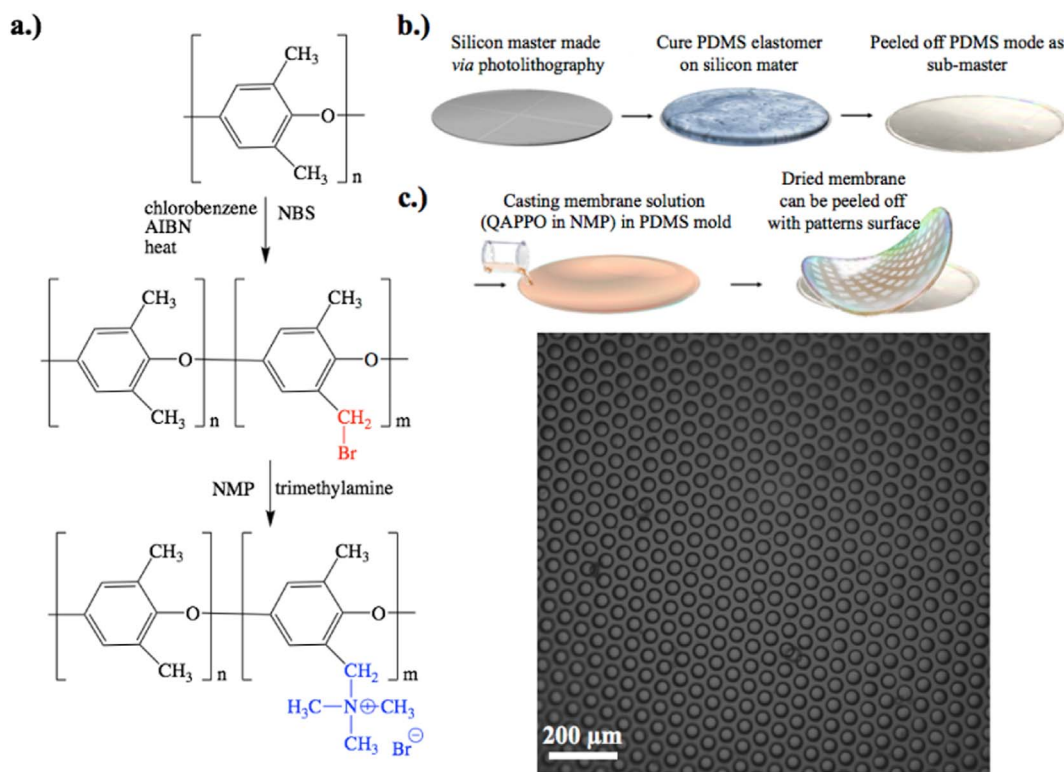 a.)
CH₃
O
CH₃
n
chlorobenzene
AIBN
heat
NBS
CH₃
CH₃
O
O
CH₃
n
CH₂
m
Br
NMP
trimethylamine
CH₃
CH₃
O
O
CH₃
n
CH₂
m
H₃C—N⊕—CH₃
CH₃ Br⊖
b.)
Silicon master made
via photolithography
Cure PDMS elastomer
on silicon mater
Peeled off PDMS mode as
sub-master
c.)
Casting membrane solution
(QAPPO in NMP) in PDMS mold
Dried membrane
can be peeled off
with patterns surface
200 µm